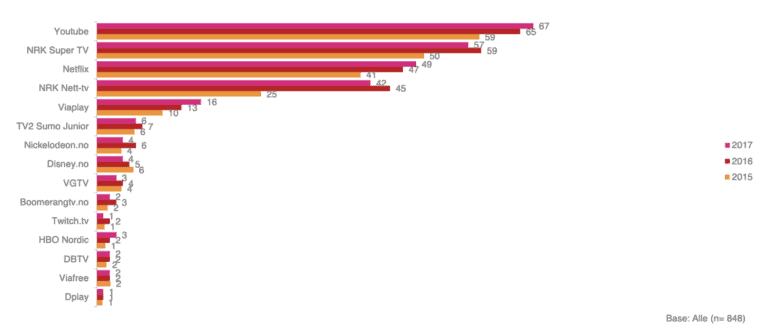 Youtube 67 65 59
NRK Super TV 57 59 50
Netflix 49 47 41
NRK Nett-tv 42 45 25
Viaplay 16 13 10
TV2 Sumo Junior 6 7 6
Nickelodeon.no 4 6 4
Disney.no 4 5 6
VGTV 3 4 4
Boomerangtv.no 2 3 2
Twitch.tv 1 2 1
HBO Nordic 3 2 1
DBTV 2 2 2
Viafree 2 2 2
Dplay 1 1 1
2017
2016
2015
Base: Alle (n= 848)